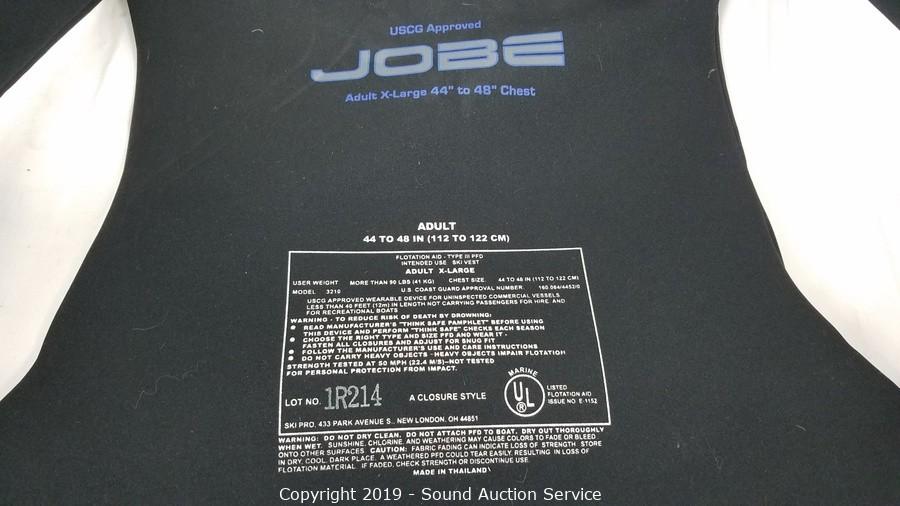 USCG Approved
JOBE
Adult X-Large 44" to 48" Chest
ADULT
44 TO 48 IN (112 TO 122 CM)
FLOTATION AID - TYPE III PFD
INTENDED USE SKI VEST
ADULT X-LARGE
USER WEIGHT MORE THAN 90 LBS (41 KG) CHEST SIZE 44 TO 48 IN (112 TO 122 CM)
MODEL 3210 U.S. COAST GUARD APPROVAL NUMBER. 160.064/4452/0
USCG APPROVED WEARABLE DEVICE FOR UNINSPECTED COMMERCIAL VESSELS
LESS THAN 40 FEET (12m) IN LENGTH NOT CARRYING PASSENGERS FOR HIRE AND
FOR RECREATIONAL BOATS
WARNING - TO REDUCE RISK OF DEATH BY DROWNING:
● READ MANUFACTURER'S "THINK SAFE PAMPHLET" BEFORE USING
THIS DEVICE AND PERFORM "THINK SAFE" CHECKS EACH SEASON
● CHOOSE THE RIGHT TYPE AND SIZE PFD AND WEAR IT -
FASTEN ALL CLOSURES AND ADJUST FOR SNUG FIT
● FOLLOW THE MANUFACTURER'S USE AND CARE INSTRUCTIONS
● DO NOT CARRY HEAVY OBJECTS - HEAVY OBJECTS IMPAIR FLOTATION
STRENGTH TESTED AT 50 MPH (22.4 M/S)–NOT TESTED
FOR PERSONAL PROTECTION FROM IMPACT.
LOT NO. 1R214 A CLOSURE STYLE
MARINE
UL ®
LISTED
FLOTATION AID
ISSUE NO E-1152
SKI PRO, 433 PARK AVENUE S., NEW LONDON, OH 44851
WARNING: DO NOT DRY CLEAN. DO NOT ATTACH PFD TO BOAT. DRY OUT THOROUGHLY
WHEN WET. SUNSHINE, CHLORINE, AND WEATHERING MAY CAUSE COLORS TO FADE OR BLEED
ON OTHER SURFACES. CAUTION: FABRIC FADING CAN INDICATE LOSS OF STRENGTH STORE
IN DRY, COOL, DARK PLACE. A WEATHERED PFD COULD TEAR EASILY, RESULTING IN LOSS OF
FLOTATION MATERIAL. IF FADED, CHECK STRENGTH OR DISCONTINUE USE.
MADE IN THAILAND
Copyright 2019 - Sound Auction Service